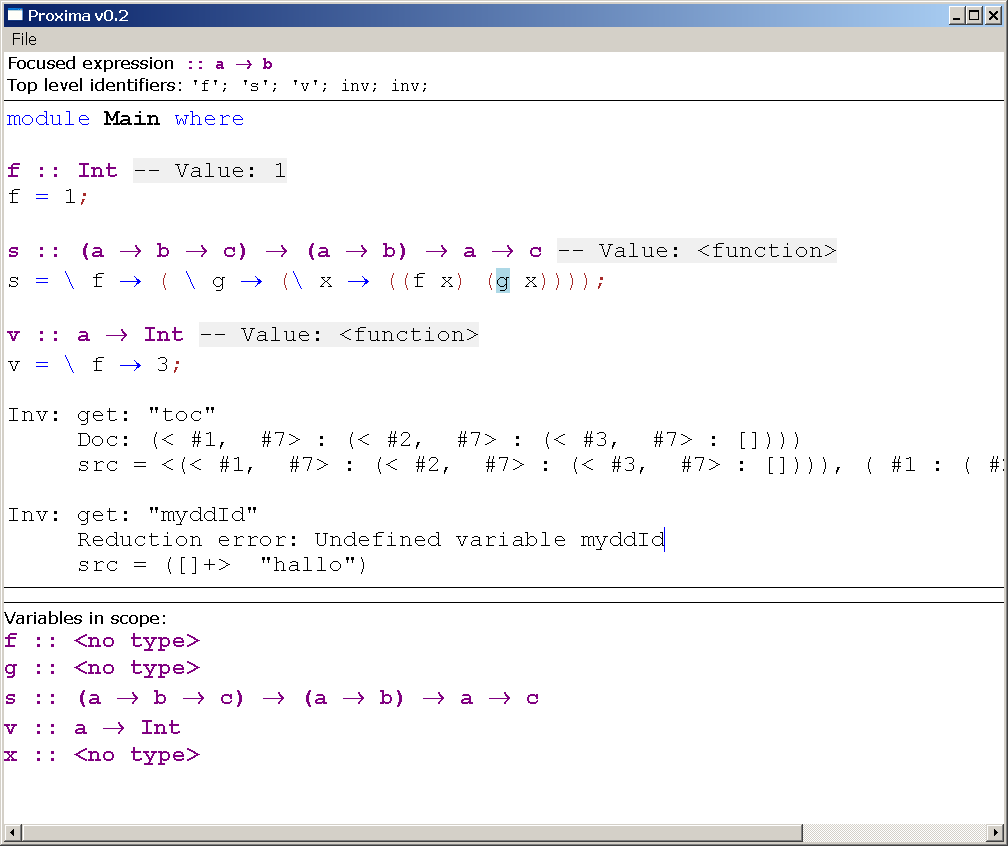 Proxima v0.2
File
Focused expression :: a → b
Top level identifiers: 'f'; 's'; 'v'; inv; inv;
module Main where
f :: Int -- Value: 1
f = 1;
s :: (a → b → c) → (a → b) → a → c -- Value: <function>
s = \ f → ( \ g → (\ x → ((f x) (g x))));
v :: a → Int -- Value: <function>
v = \ f → 3;
Inv: get: "toc"
Doc: (< #1, #7> : (< #2, #7> : (< #3, #7> : [])))
src = <(< #1, #7> : (< #2, #7> : (< #3, #7> : []))), ( #1 : ( #
Inv: get: "myddId"
Reduction error: Undefined variable myddId
src = ([]+> "hallo")
Variables in scope:
f :: <no type>
g :: <no type>
s :: (a → b → c) → (a → b) → a → c
v :: a → Int
x :: <no type>